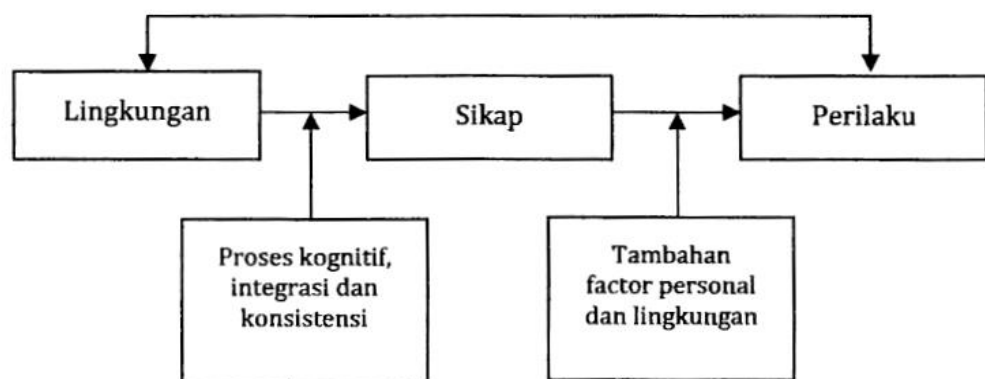 Lingkungan
Sikap
Perilaku
Proses kognitif,
integrasi dan
konsistensi
Tambahan
factor personal
dan lingkungan